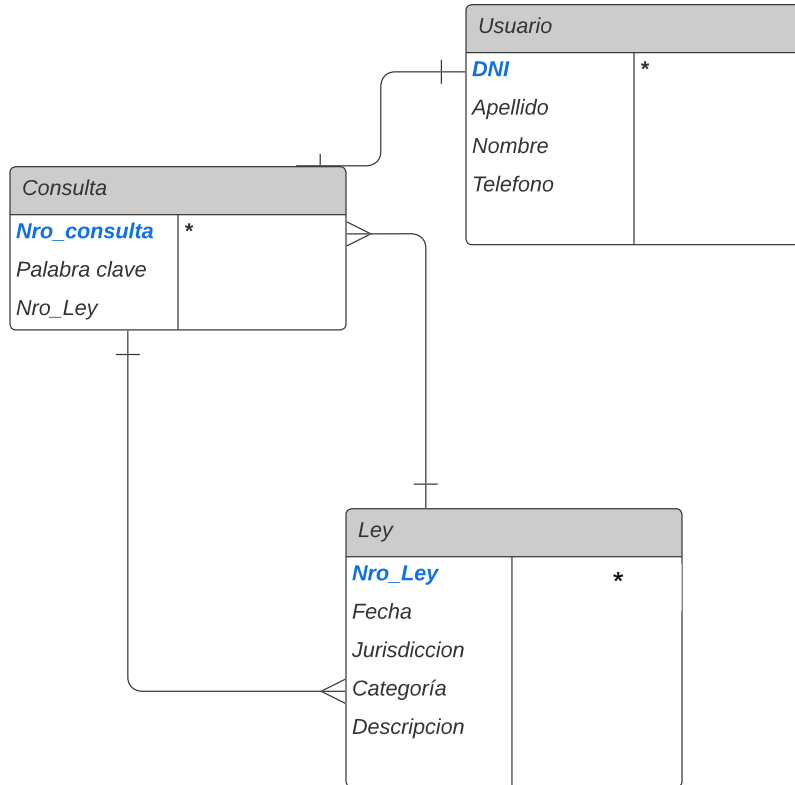 Usuario
DNI *
Apellido
Nombre
Telefono
Consulta
Nro_consulta *
Palabra clave
Nro_Ley
Ley
Nro_Ley *
Fecha
Jurisdiccion
Categoría
Descripcion